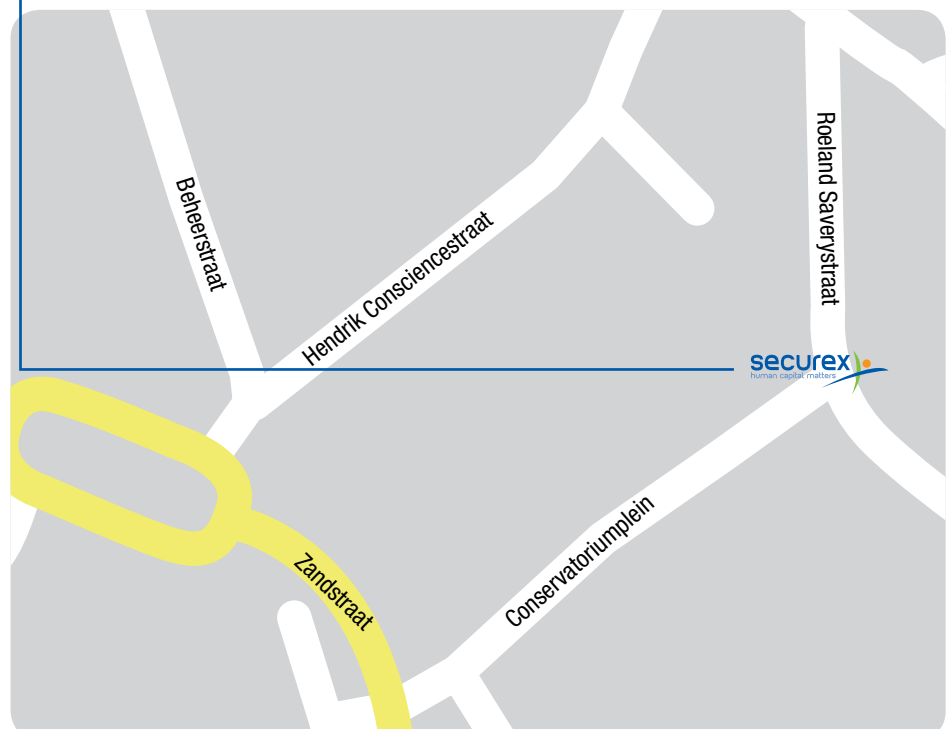 Roeland Saverystraat
Beheerstraat
Hendrik Consciencestraat
securex
human capital matters
Conservatoriumplein
Zandstraat